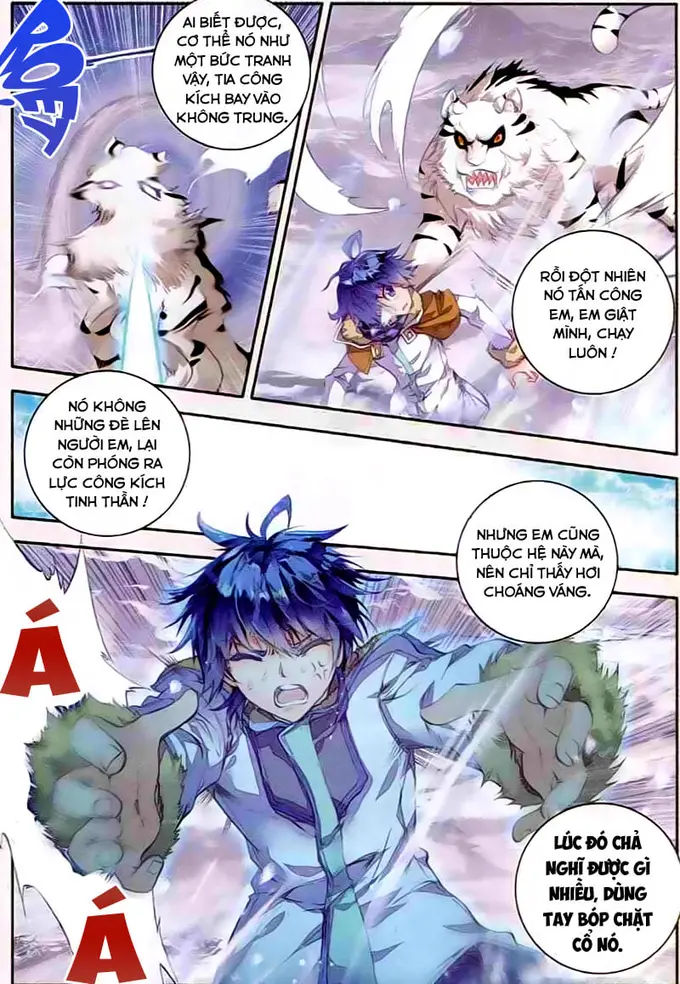 ROẸT
AI BIẾT ĐƯỢC,
CƠ THỂ NÓ NHƯ
MỘT BỨC TRANH
VẬY, TIA CÔNG
KÍCH BAY VÀO
KHÔNG TRUNG.
RỒI ĐỘT NHIÊN
NÓ TẤN CÔNG
EM, EM GIẬT
MÌNH, CHẠY
LUÔN !
NÓ KHÔNG
NHỮNG ĐÈ LÊN
NGƯỜI EM, LẠI
CÒN PHÓNG RA
LỰC CÔNG KÍCH
TINH THẦN !
NHƯNG EM CŨNG
THUỘC HỆ NÀY MÀ,
NÊN CHỈ THẤY HƠI
CHOÁNG VÁNG.
Á
Á
LÚC ĐÓ CHẢ
NGHĨ ĐƯỢC GÌ
NHIỀU, DÙNG
TAY BÓP CHẶT
CỔ NÓ.